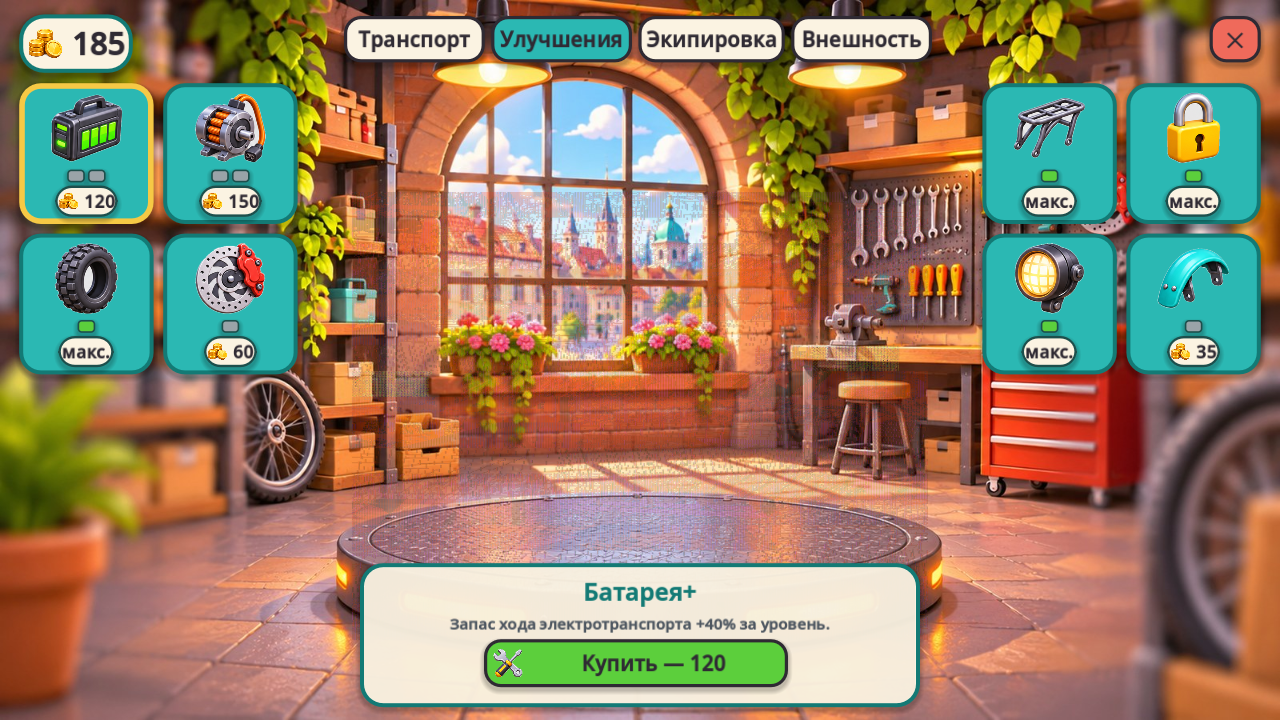 185
Транспорт
Улучшения
Экипировка
Внешность
120
150
макс.
макс.
макс.
60
макс.
35
Батарея+
Запас хода электротранспорта +40% за уровень.
Купить — 120